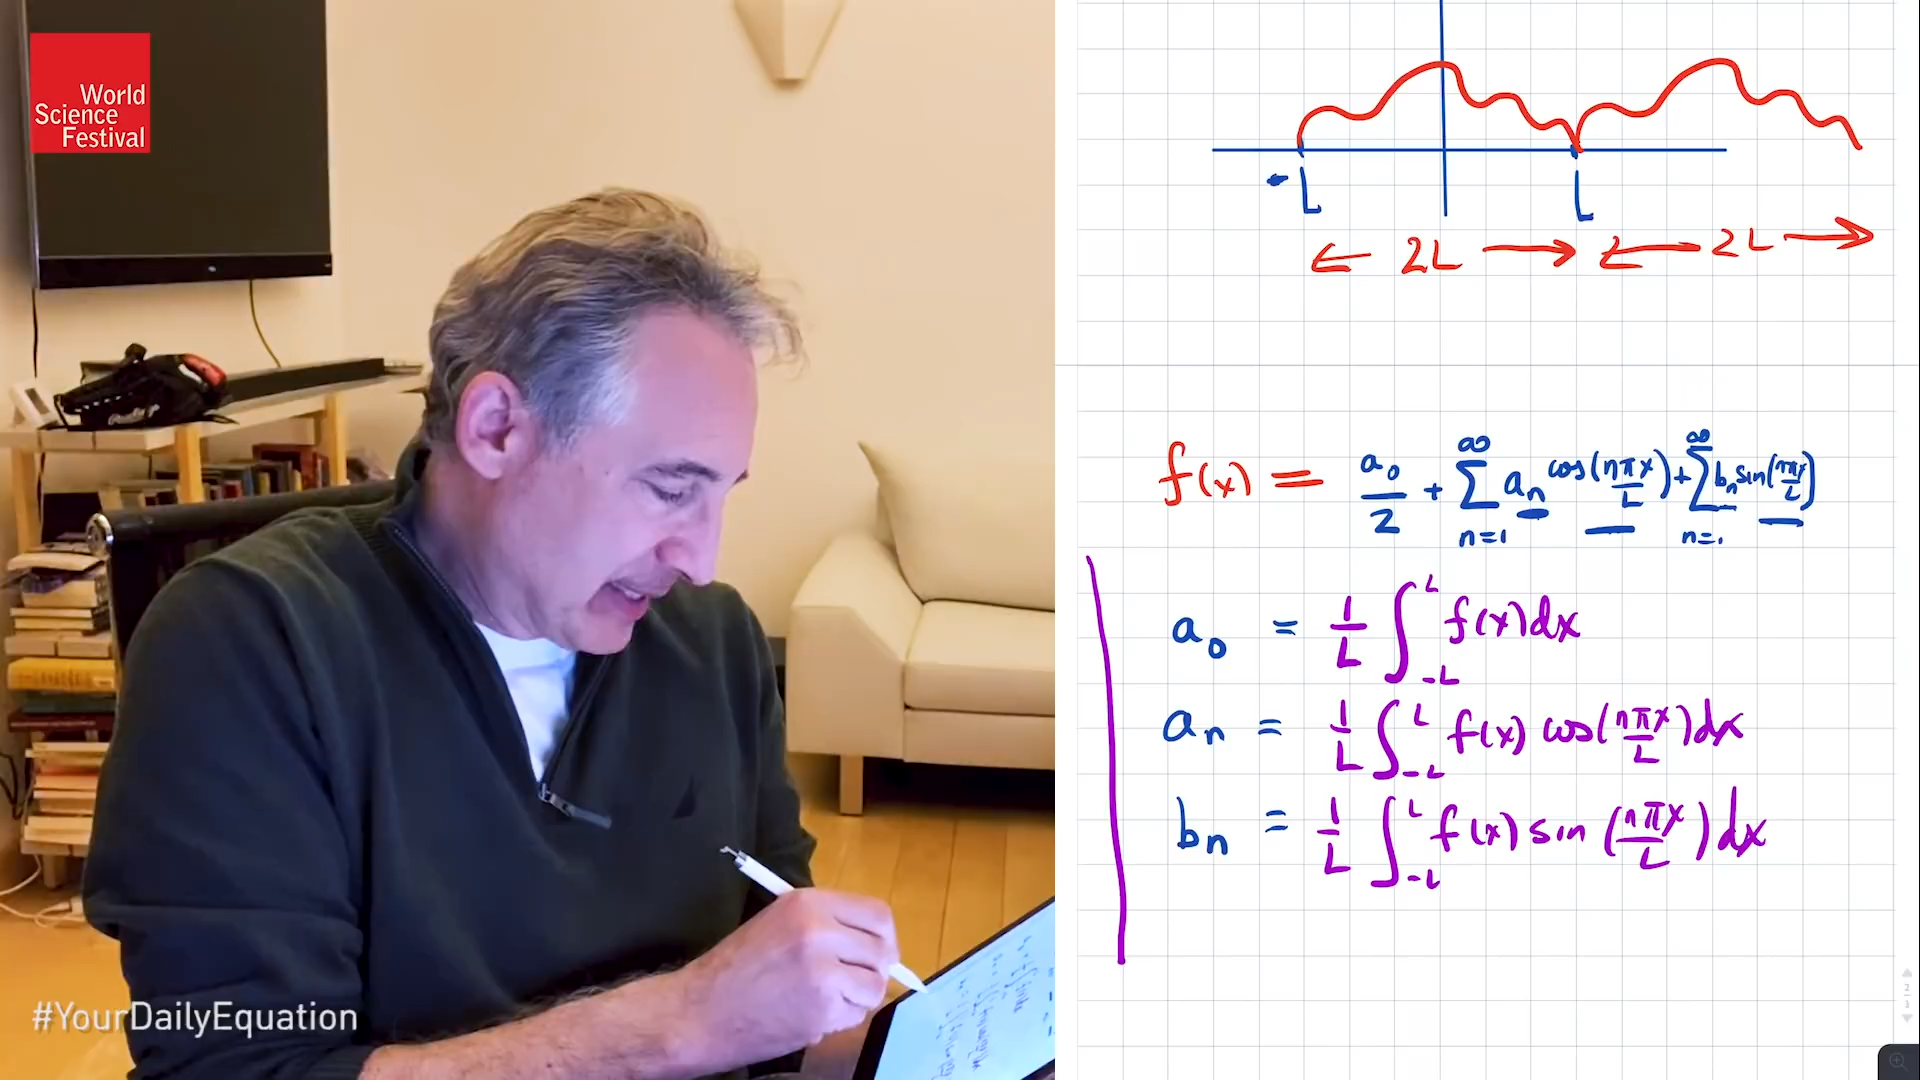 World
Science
Festival
#YourDailyEquation
-L L
← 2L → ← 2L →
f(x) = a₀/2 + ∑_{n=1}^{∞} aₙ cos(nπx/L) + ∑_{n=1}^{∞} bₙ sin(nπx/L)
a₀ = 1/L ∫_{-L}^{L} f(x)dx
aₙ = 1/L ∫_{-L}^{L} f(x) cos(nπx/L)dx
bₙ = 1/L ∫_{-L}^{L} f(x) sin(nπx/L)dx